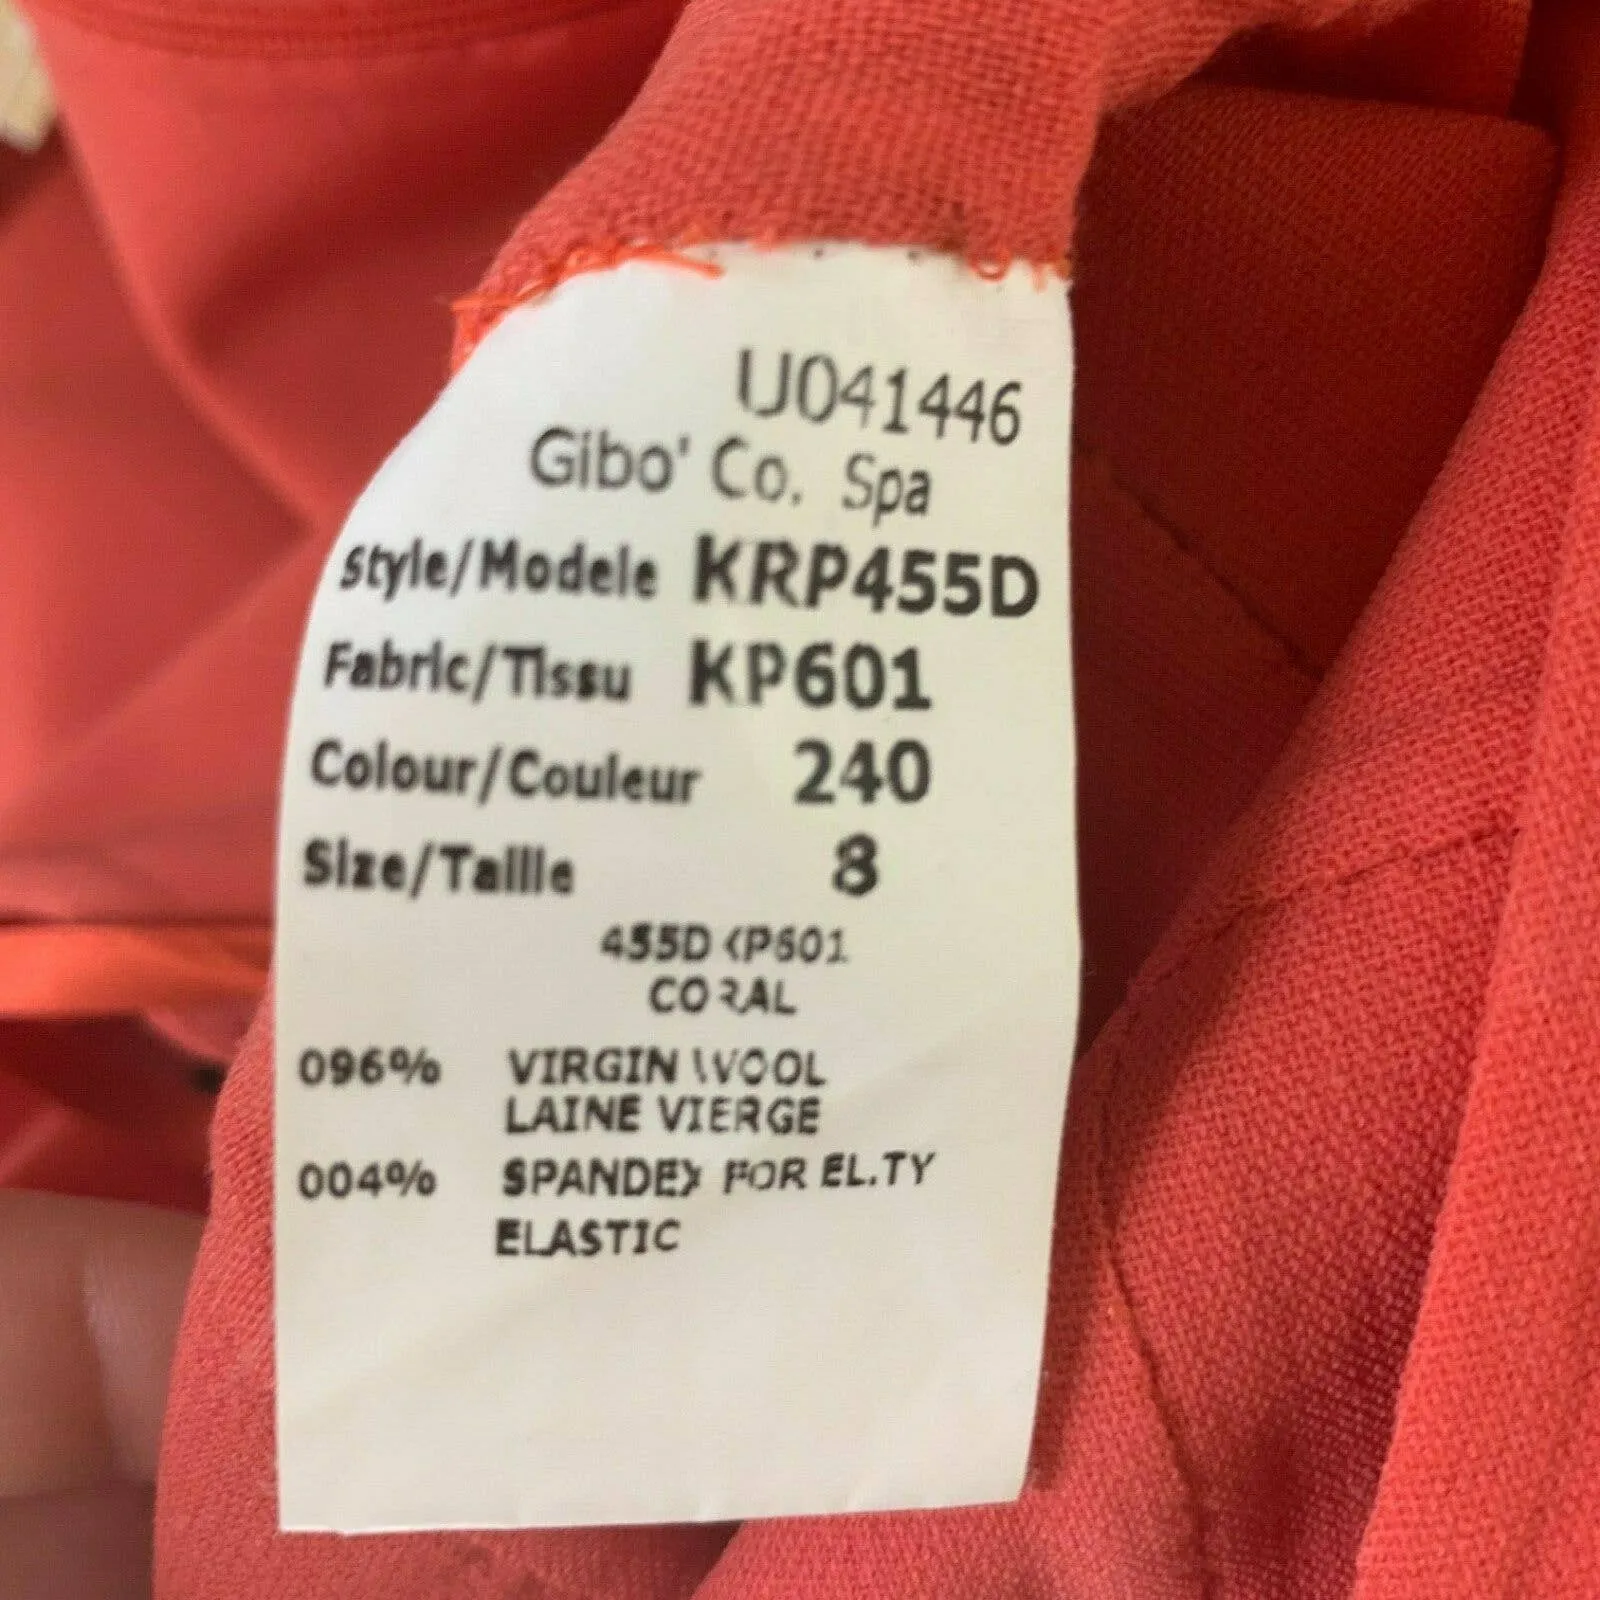 U041446
Gibo' Co. Spa
Style/Modele KRP455D
Fabric/Tissu KP601
Colour/Couleur 240
Size/Taille 8
455D KP601
CORAL
096% VIRGIN WOOL
LAINE VIERGE
004% SPANDEX FOR EL.TY
ELASTIC